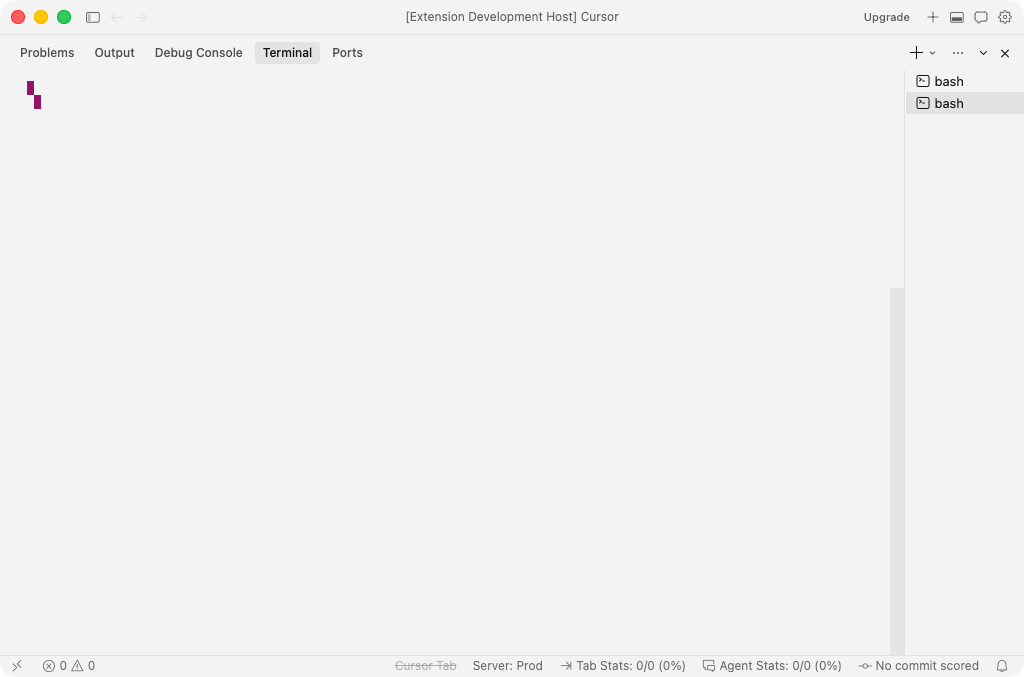 [Extension Development Host] Cursor
Upgrade
Problems Output Debug Console Terminal Ports
bash
bash
0 0 Cursor Tab Server: Prod Tab Stats: 0/0 (0%) Agent Stats: 0/0 (0%) No commit scored